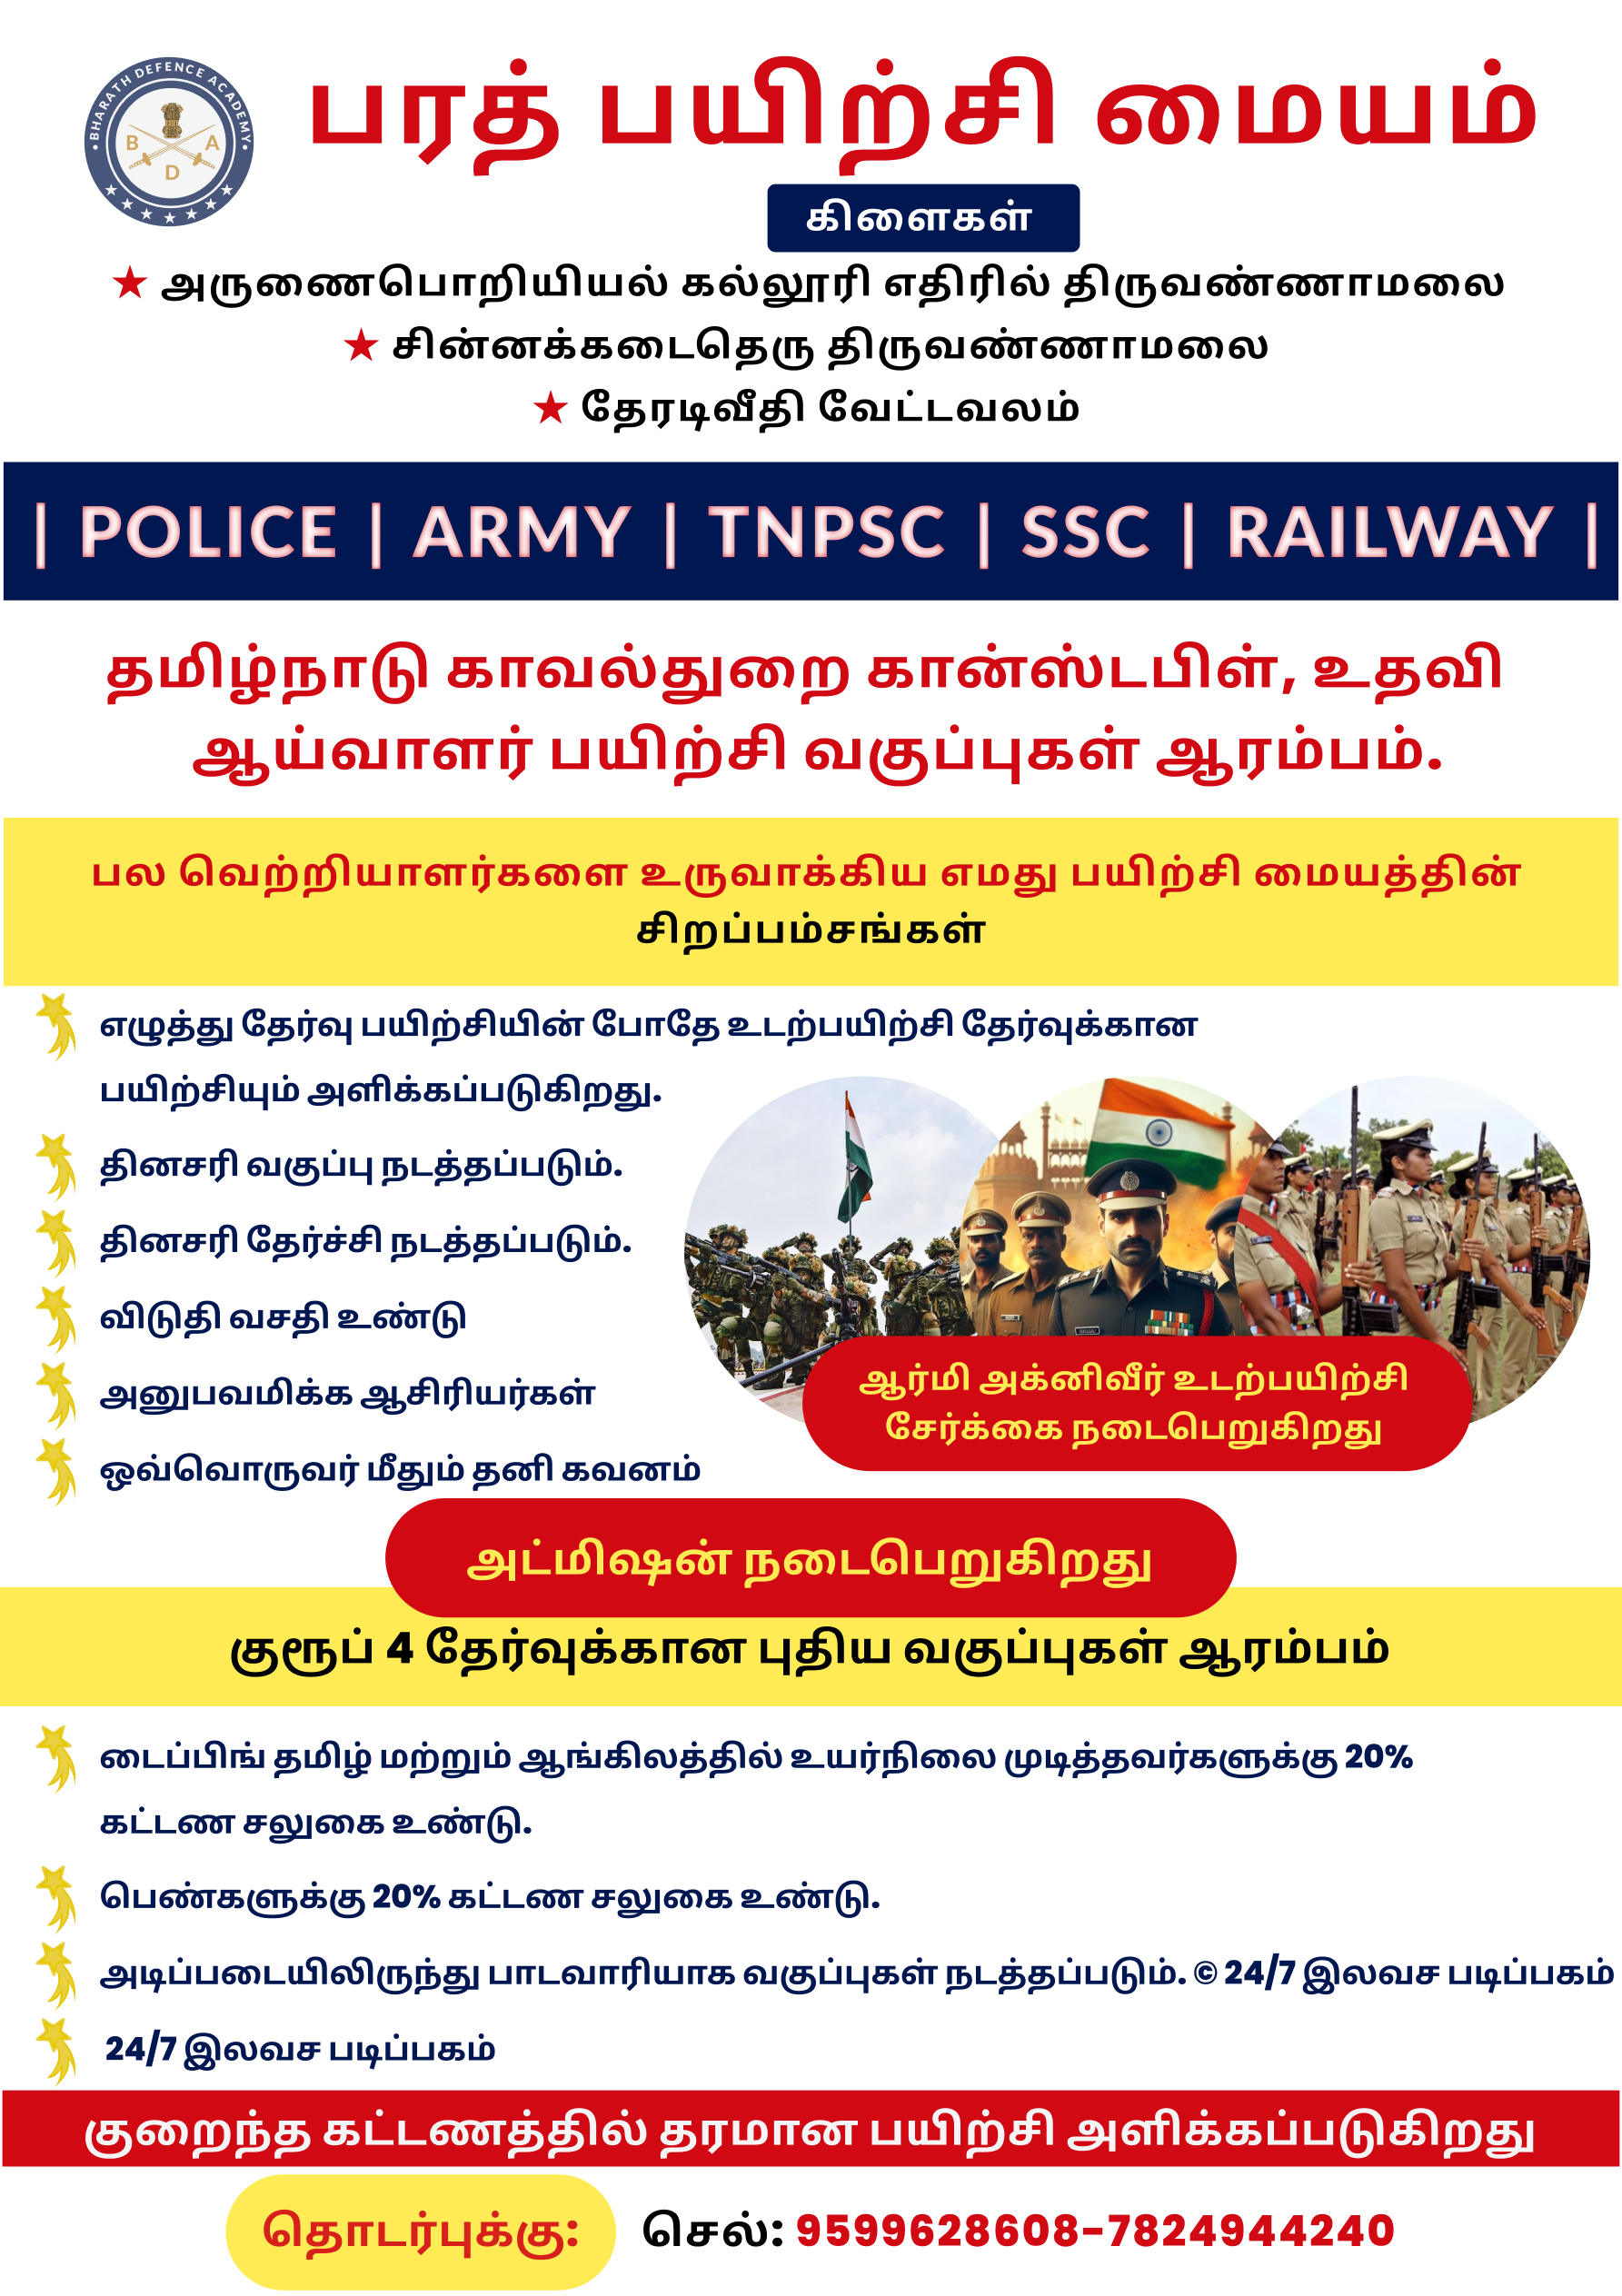 BHARATH DEFENCE ACADEMY
B A
D
பரத் பயிற்சி மையம்
கிளைகள்
★ அருணைபொறியியல் கல்லூரி எதிரில் திருவண்ணாமலை
★ சின்னக்கடைதெரு திருவண்ணாமலை
★ தேரடிவீதி வேட்டவலம்
| POLICE | ARMY | TNPSC | SSC | RAILWAY |
தமிழ்நாடு காவல்துறை கான்ஸ்டபிள், உதவி
ஆய்வாளர் பயிற்சி வகுப்புகள் ஆரம்பம்.
பல வெற்றியாளர்களை உருவாக்கிய எமது பயிற்சி மையத்தின்
சிறப்பம்சங்கள்
எழுத்து தேர்வு பயிற்சியின் போதே உடற்பயிற்சி தேர்வுக்கான
பயிற்சியும் அளிக்கப்படுகிறது.
தினசரி வகுப்பு நடத்தப்படும்.
தினசரி தேர்ச்சி நடத்தப்படும்.
விடுதி வசதி உண்டு
அனுபவமிக்க ஆசிரியர்கள்
ஒவ்வொருவர் மீதும் தனி கவனம்
ஆர்மி அக்னிவீர் உடற்பயிற்சி
சேர்க்கை நடைபெறுகிறது
அட்மிஷன் நடைபெறுகிறது
குரூப் 4 தேர்வுக்கான புதிய வகுப்புகள் ஆரம்பம்
டைப்பிங் தமிழ் மற்றும் ஆங்கிலத்தில் உயர்நிலை முடித்தவர்களுக்கு 20%
கட்டண சலுகை உண்டு.
பெண்களுக்கு 20% கட்டண சலுகை உண்டு.
அடிப்படையிலிருந்து பாடவாரியாக வகுப்புகள் நடத்தப்படும். © 24/7 இலவச படிப்பகம்
24/7 இலவச படிப்பகம்
குறைந்த கட்டணத்தில் தரமான பயிற்சி அளிக்கப்படுகிறது
தொடர்புக்கு: செல்: 9599628608-7824944240